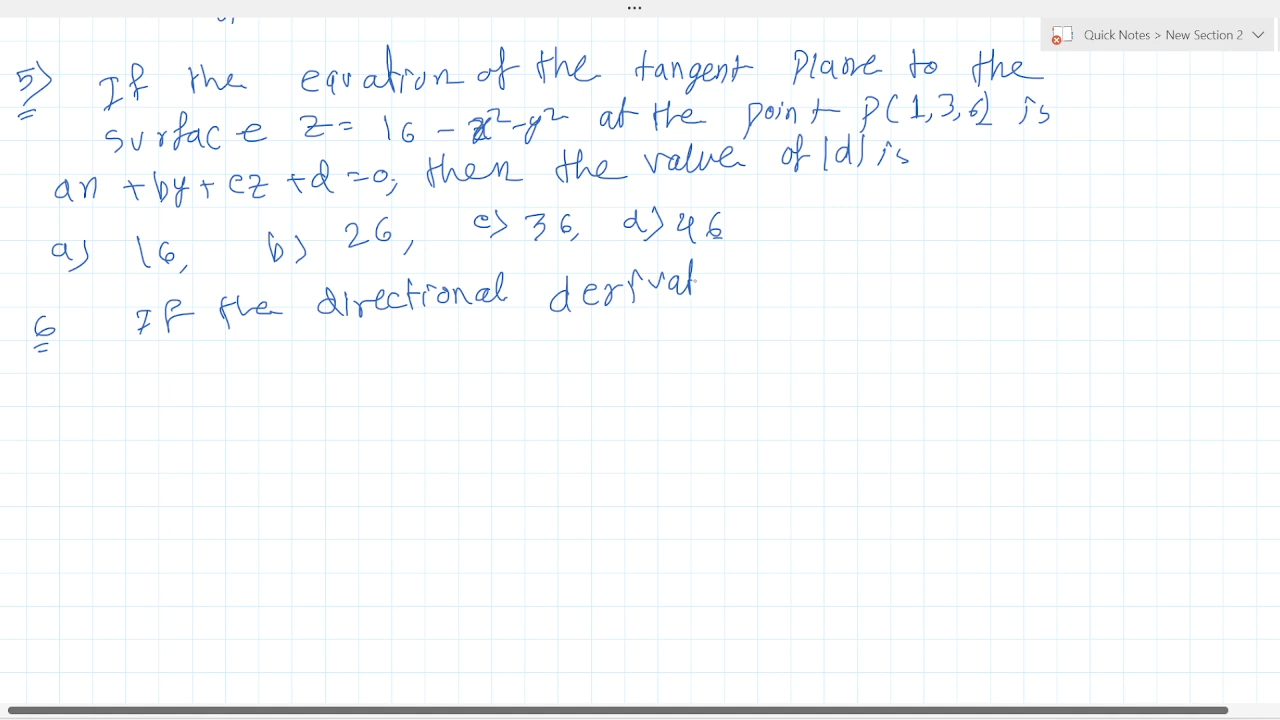 ...
Quick Notes > New Section 2
5) If the equation of the tangent plane to the
surface z = 16 - x²-y² at the point P(1,3,6) is
ax +by+cz +d =0, then the value of |d| is
a) 16, b) 26, c) 36, d) 46
6 If the directional derivat